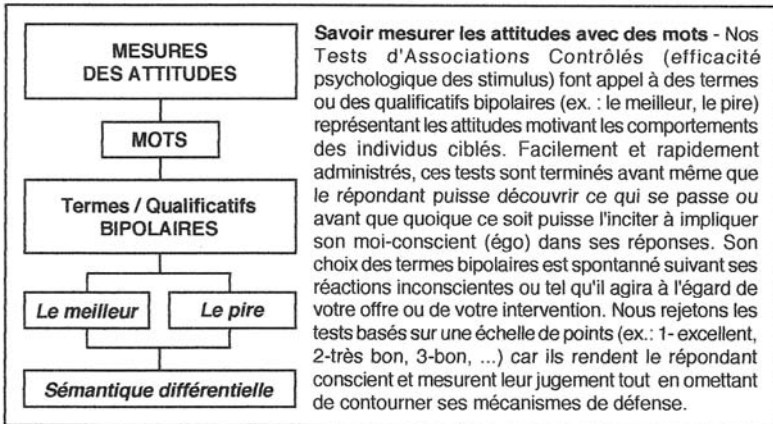 MESURES
DES ATTITUDES
MOTS
Termes / Qualificatifs
BIPOLAIRES
Le meilleur
Le pire
Sémantique différentielle
Savoir mesurer les attitudes avec des mots - Nos
Tests d'Associations Contrôlés (efficacité
psychologique des stimulus) font appel à des termes
ou des qualificatifs bipolaires (ex. : le meilleur, le pire)
représentant les attitudes motivant les comportements
des individus ciblés. Facilement et rapidement
administrés, ces tests sont terminés avant même que
le répondant puisse découvrir ce qui se passe ou
avant que quoique ce soit puisse l'inciter à impliquer
son moi-conscient (égo) dans ses réponses. Son
choix des termes bipolaires est spontanné suivant ses
réactions inconscientes ou tel qu'il agira à l'égard de
votre offre ou de votre intervention. Nous rejetons les
tests basés sur une échelle de points (ex.: 1- excellent,
2-très bon, 3-bon, ...) car ils rendent le répondant
conscient et mesurent leur jugement tout en omettant
de contourner ses mécanismes de défense.